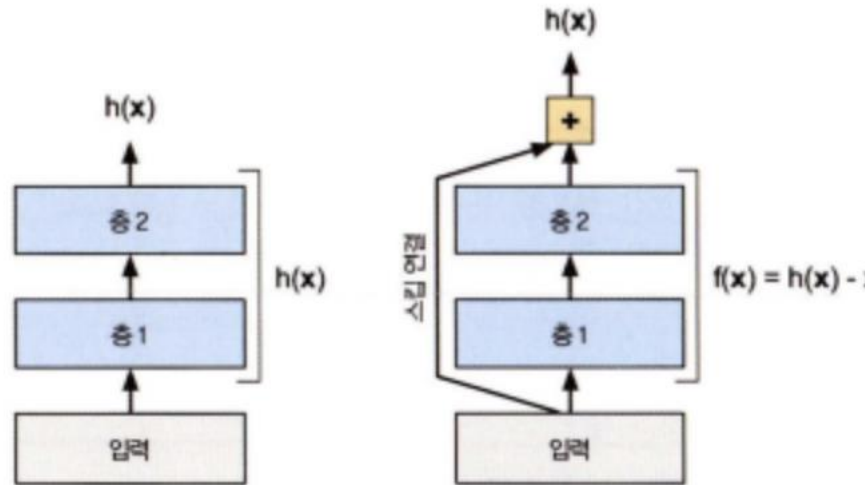 h(x)
층 2
층 1
입력
h(x)
h(x)
+
층 2
층 1
입력
스킵 연결
f(x) = h(x) -